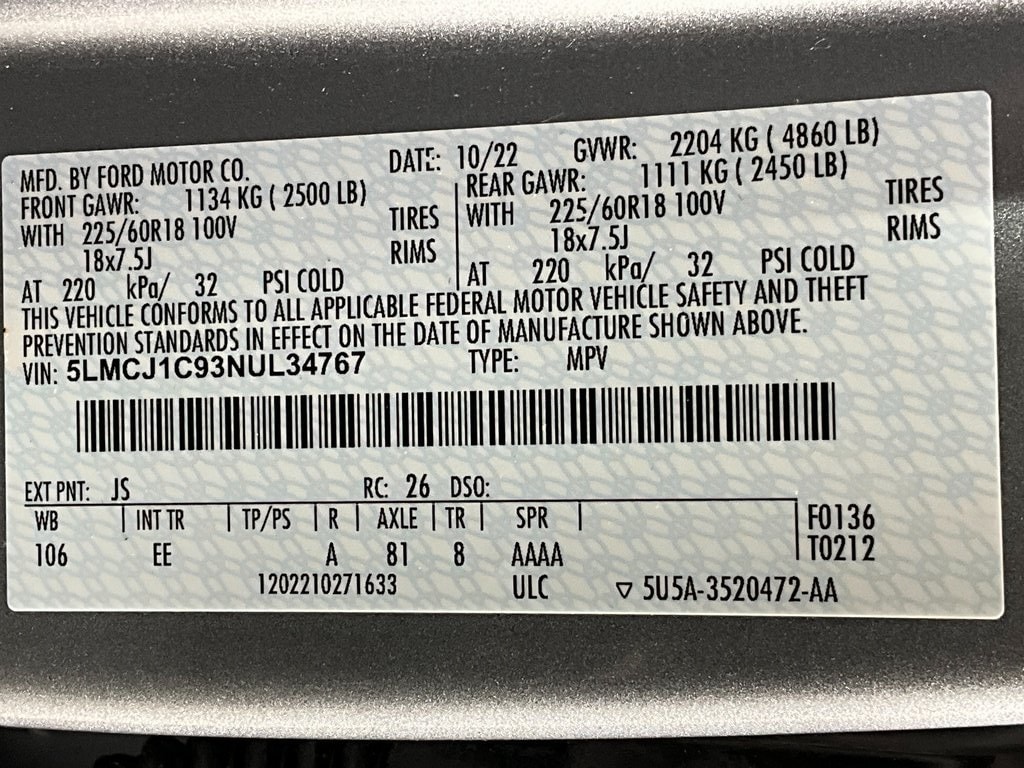 MFD. BY FORD MOTOR CO. DATE: 10/22 GVWR: 2204 KG ( 4860 LB)
FRONT GAWR: 1134 KG ( 2500 LB) REAR GAWR: 1111 KG ( 2450 LB)
WITH 225/60R18 100V TIRES WITH 225/60R18 100V TIRES
18x7.5J RIMS 18x7.5J RIMS
AT 220 kPa/ 32 PSI COLD AT 220 kPa/ 32 PSI COLD
THIS VEHICLE CONFORMS TO ALL APPLICABLE FEDERAL MOTOR VEHICLE SAFETY AND THEFT
PREVENTION STANDARDS IN EFFECT ON THE DATE OF MANUFACTURE SHOWN ABOVE.
VIN: 5LMCJ1C93NUL34767 TYPE: MPV
EXT PNT: JS RC: 26 DSO:
WB | INT TR | TP/PS | R | AXLE | TR | SPR | F0136
106 EE A 81 8 AAAA T0212
1202210271633 ULC ▽ 5U5A-3520472-AA